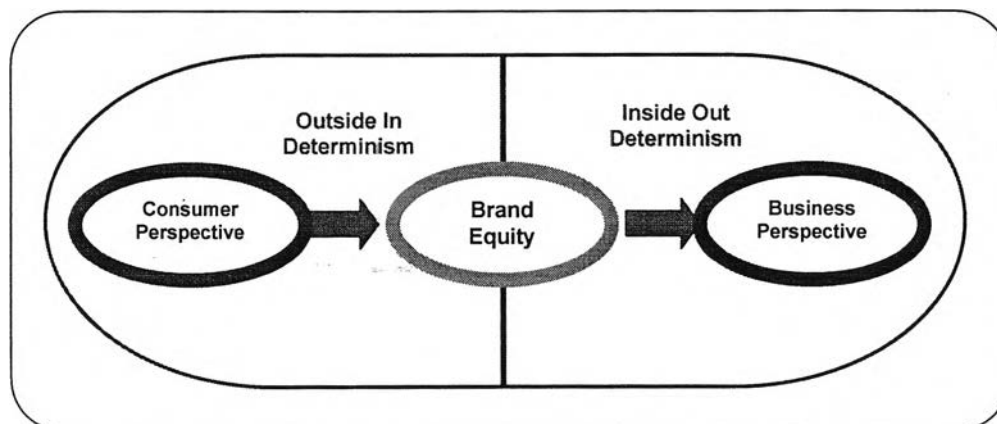 Outside In
Determinism
Inside Out
Determinism
Consumer
Perspective
Brand
Equity
Business
Perspective